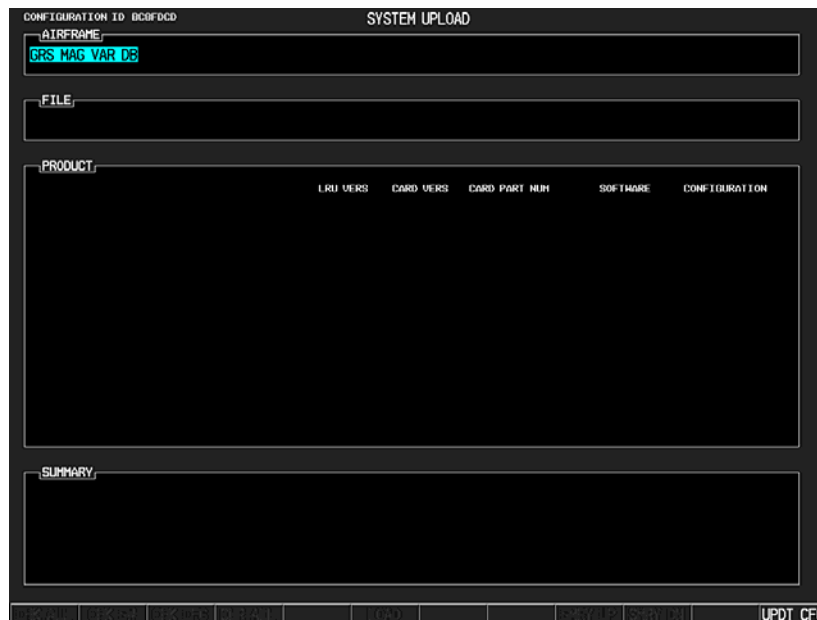 CONFIGURATION ID BC8FDCD
SYSTEM UPLOAD
AIRFRAME
GRS MAG VAR DB
FILE
PRODUCT
LRU VERS CARD VERS CARD PART NUM SOFTWARE CONFIGURATION
SUMMARY
LOAD
UPDT CF